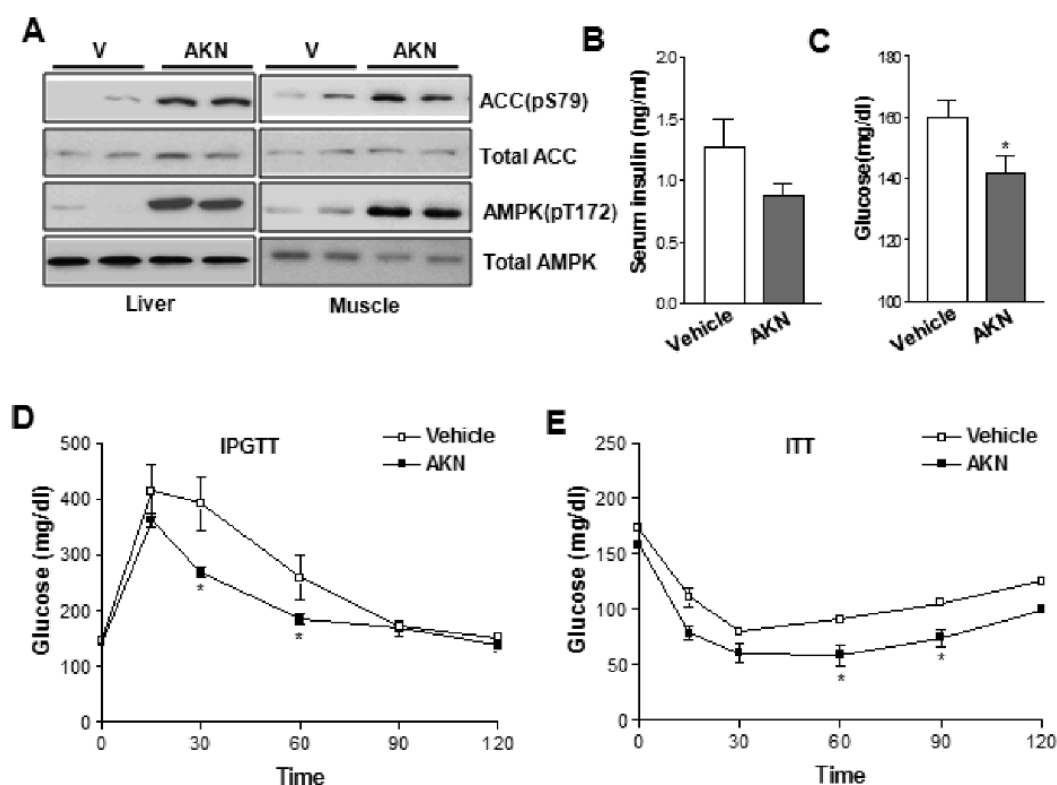 A
V AKN V AKN
ACC(pS79)
Total ACC
AMPK(pT172)
Total AMPK
Liver Muscle
B
Serum insulin (ng/ml)
2.0
1.5
1.0
0.5
0.0
Vehicle
AKN
C
Glucose(mg/dl)
180
160
140
120
100
*
Vehicle
AKN
D
IPGTT
Vehicle
AKN
Glucose (mg/dl)
500
400
300
200
100
0
*
*
0 30 60 90 120
Time
E
ITT
Vehicle
AKN
Glucose (mg/dl)
250
200
150
100
50
0
*
*
0 30 60 90 120
Time